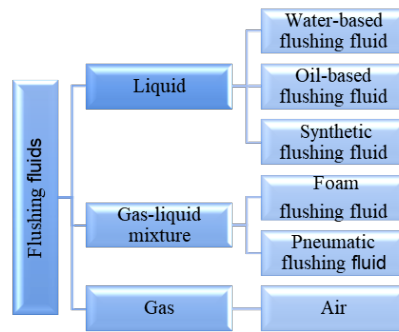 Flushing fluids
Liquid
Water-based
flushing fluid
Oil-based
flushing fluid
Synthetic
flushing fluid
Gas-liquid
mixture
Foam
flushing fluid
Pneumatic
flushing fluid
Gas
Air